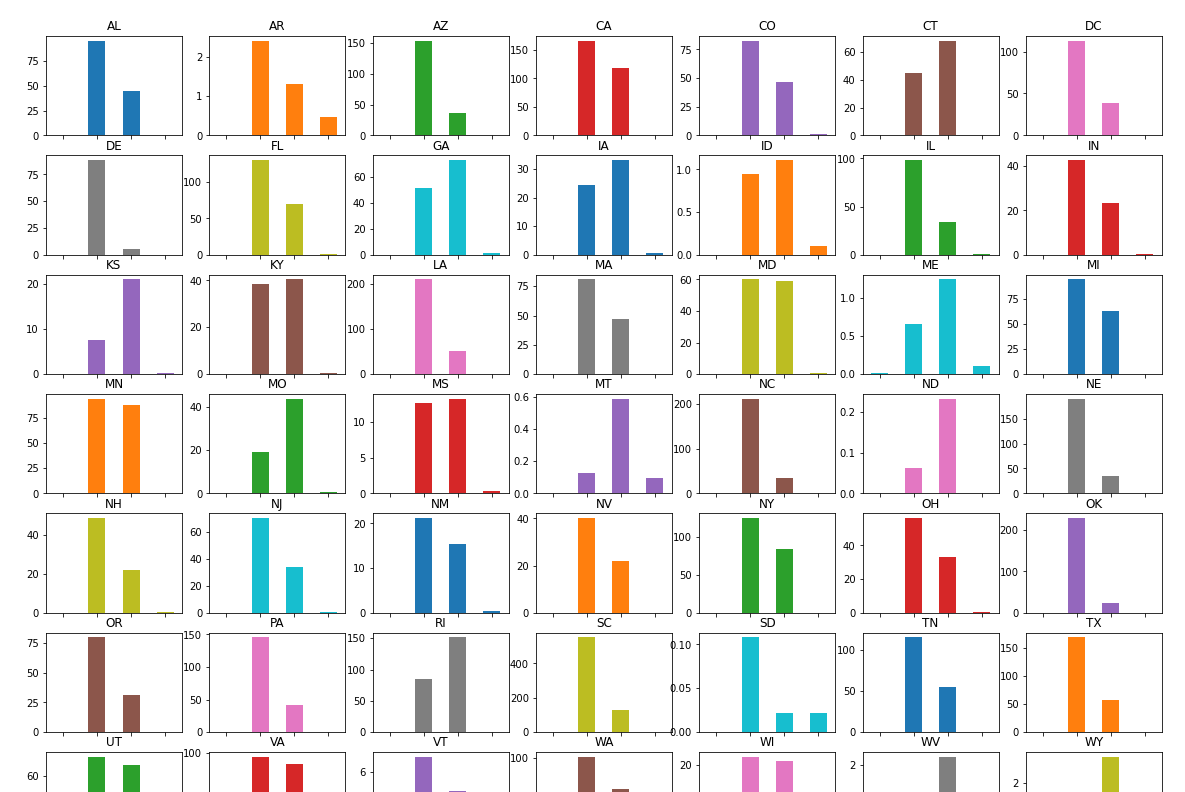 AL AR AZ CA CO CT DC
75 50 25 0
2 1 0
150 100 50 0
150 100 50 0
75 50 25 0
60 40 20 0
100 50 0
DE FL GA IA ID IL IN
75 50 25 0
100 50 0
60 40 20 0
30 20 10 0
1.0 0.5 0.0
100 50 0
40 20 0
KS KY LA MA MD ME MI
20 10 0
40 20 0
200 100 0
75 50 25 0
60 40 20 0
1.0 0.5 0.0
75 50 25 0
MN MO MS MT NC ND NE
75 50 25 0
40 20 0
10 5 0
0.6 0.4 0.2 0.0
200 100 0
0.2 0.1 0.0
150 100 50 0
NH NJ NM NV NY OH OK
40 20 0
60 40 20 0
20 10 0
40 20 0
100 50 0
40 20 0
200 100 0
OR PA RI SC SD TN TX
75 50 25 0
150 100 50 0
150 100 50 0
400 200 0
0.10 0.05 0.00
100 50 0
150 100 50 0
UT VA VT WA WI WV WY
60
100
6
100
20
2
2